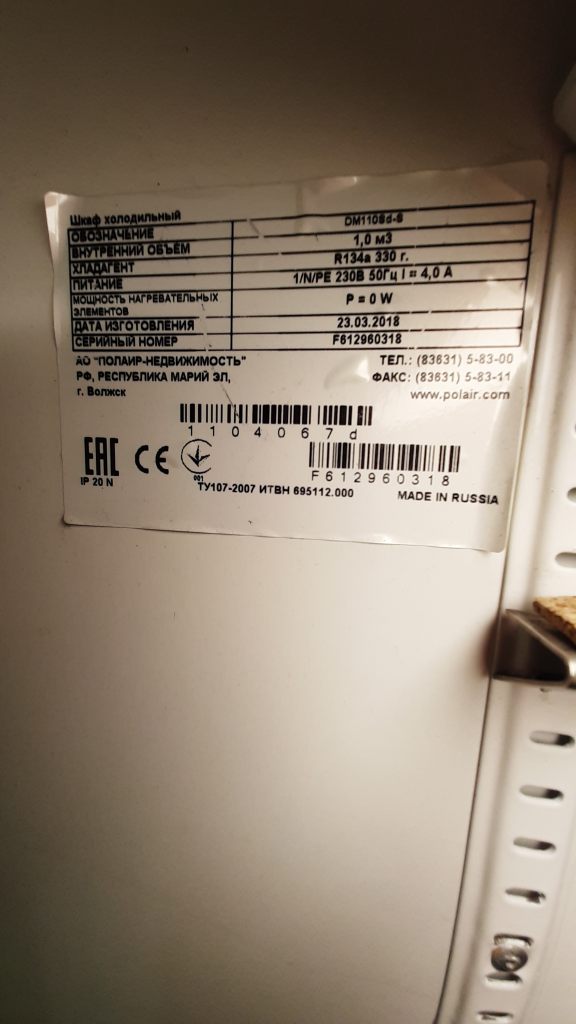 Шкаф холодильный
ОБОЗНАЧЕНИЕ DM110Sd-S
ВНУТРЕННИЙ ОБЪЕМ 1,0 м3
ХЛАДАГЕНТ R134a 330 г.
ПИТАНИЕ 1/N/PE 230В 50Гц I = 4,0 А
МОЩНОСТЬ НАГРЕВАТЕЛЬНЫХ ЭЛЕМЕНТОВ P = 0 W
ДАТА ИЗГОТОВЛЕНИЯ 23.03.2018
СЕРИЙНЫЙ НОМЕР F612960318
АО "ПОЛАИР-НЕДВИЖИМОСТЬ" ТЕЛ.: (83631) 5-83-00
РФ, РЕСПУБЛИКА МАРИЙ ЭЛ, ФАКС: (83631) 5-83-11
г. Волжск www.polair.com
1104067d
EAC CE
F612960318
IP 20 N 001 ТУ107-2007 ИТВН 695112.000 MADE IN RUSSIA